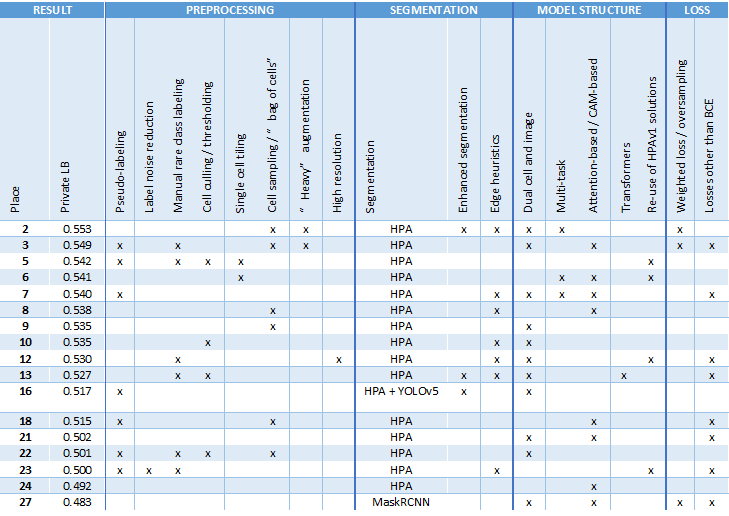 RESULT PREPROCESSING SEGMENTATION MODEL STRUCTURE LOSS
Place
Private LB
Pseudo-labeling
Label noise reduction
Manual rare class labeling
Cell culling / thresholding
Single cell tiling
Cell sampling / “ bag of cells”
“ Heavy” augmentation
High resolution
Segmentation
Enhanced segmentation
Edge heuristics
Dual cell and image
Multi-task
Attention-based / CAM-based
Transformers
Re-use of HPAv1 solutions
Weighted loss / oversampling
Losses other than BCE
2 0.553 x x HPA x x x x x
3 0.549 x x x x HPA x x x x
5 0.542 x x x x HPA x
6 0.541 x HPA x x x
7 0.540 x HPA x x x x x
8 0.538 x HPA x x
9 0.535 x HPA x
10 0.535 x HPA x x
12 0.530 x x HPA x x x x
13 0.527 x x HPA x x x x x
16 0.517 x HPA + YOLOv5 x x
18 0.515 x x HPA x x
21 0.502 HPA x x x
22 0.501 x x x x HPA x
23 0.500 x x x HPA x x x
24 0.492 HPA x
27 0.483 MaskRCNN x x x x